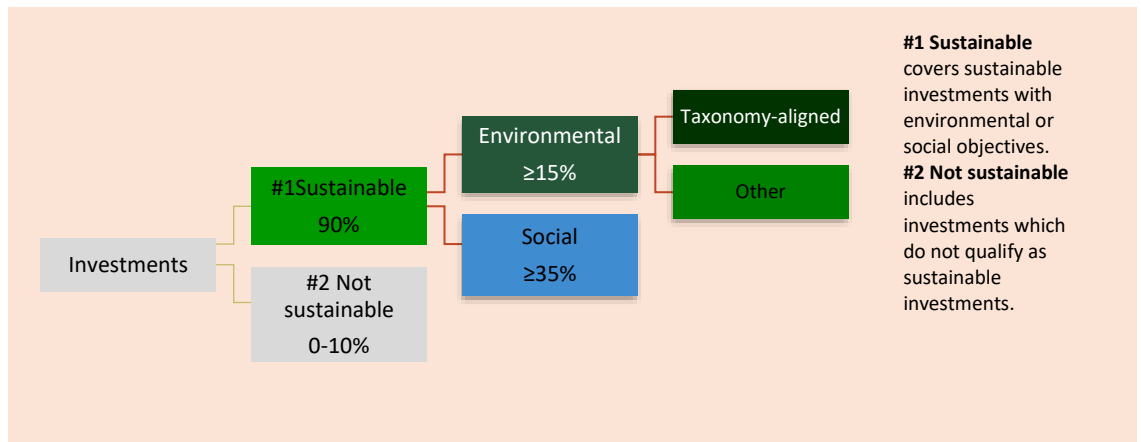 Investments
#1Sustainable
90%
#2 Not
sustainable
0-10%
Environmental
≥15%
Social
≥35%
Taxonomy-aligned
Other
#1 Sustainable
covers sustainable
investments with
environmental or
social objectives.
#2 Not sustainable
includes
investments which
do not qualify as
sustainable
investments.